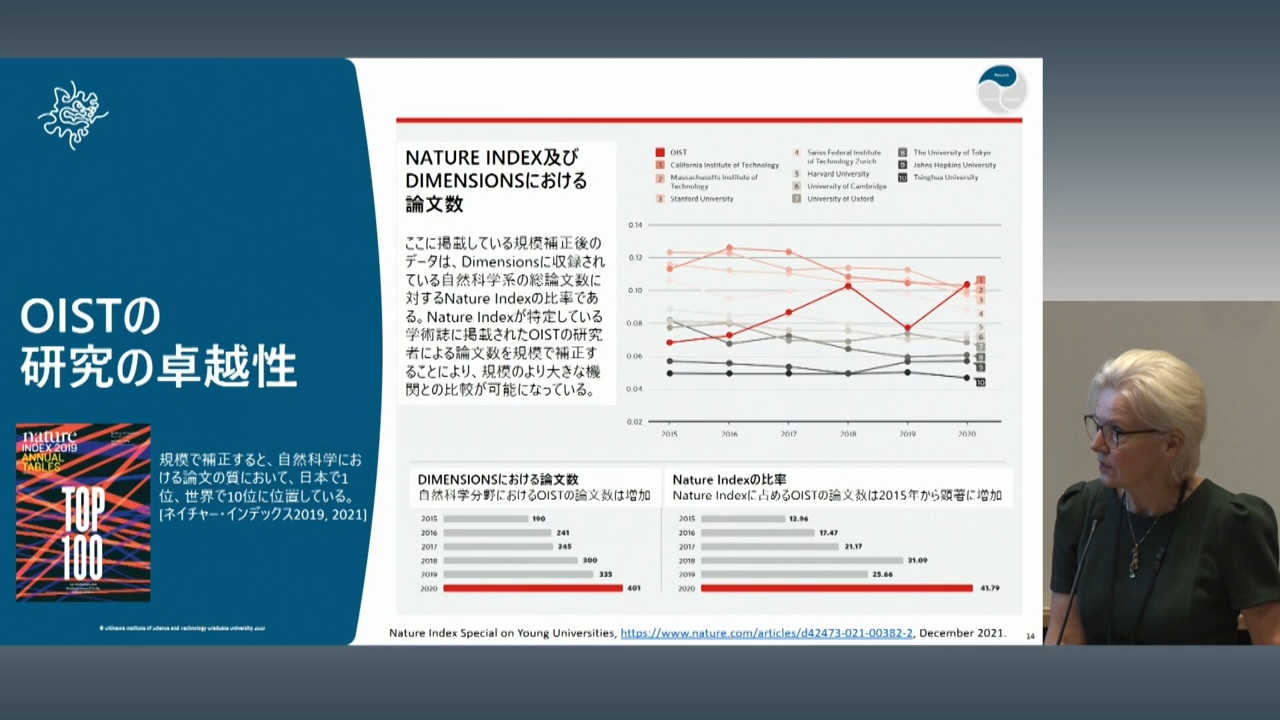 OISTの
研究の卓越性
nature
INDEX 2019
ANNUAL
TABLES
TOP
100
規模で補正すると、自然科学にお
ける論文の質において、日本で1
位、世界で10位に位置している。
[ネイチャー・インデックス2019, 2021]
Research
NATURE INDEX及び
DIMENSIONSにおける
論文数
ここに掲載している規模補正後の
データは、Dimensionsに収録され
ている自然科学系の総論文数に
対するNature Indexの比率であ
る。Nature Indexが特定している
学術誌に掲載されたOISTの研究
者による論文数を規模で補正す
ることにより、規模のより大きな機
関との比較が可能になっている。
OIST
1 California Institute of Technology
2 Massachusetts Institute of
Technology
3 Stanford University
4 Swiss Federal Institute
of Technology Zurich
5 Harvard University
6 University of Cambridge
7 University of Oxford
8 The University of Tokyo
9 Johns Hopkins University
10 Tsinghua University
0.14
0.12
0.10
0.08
0.06
0.04
0.02
1
2
3
4
5
6
7
8
9
10
2015 2016 2017 2018 2019 2020
DIMENSIONSにおける論文数
自然科学分野におけるOISTの論文数は増加
2015 190
2016 241
2017 245
2018 300
2019 335
2020 401
Nature Indexの比率
Nature Indexに占めるOISTの論文数は2015年から顕著に増加
2015 13.96
2016 17.47
2017 21.17
2018 31.09
2019 25.66
2020 41.79
Nature Index Special on Young Universities, https://www.nature.com/articles/d42473-021-00382-2, December 2021.
14